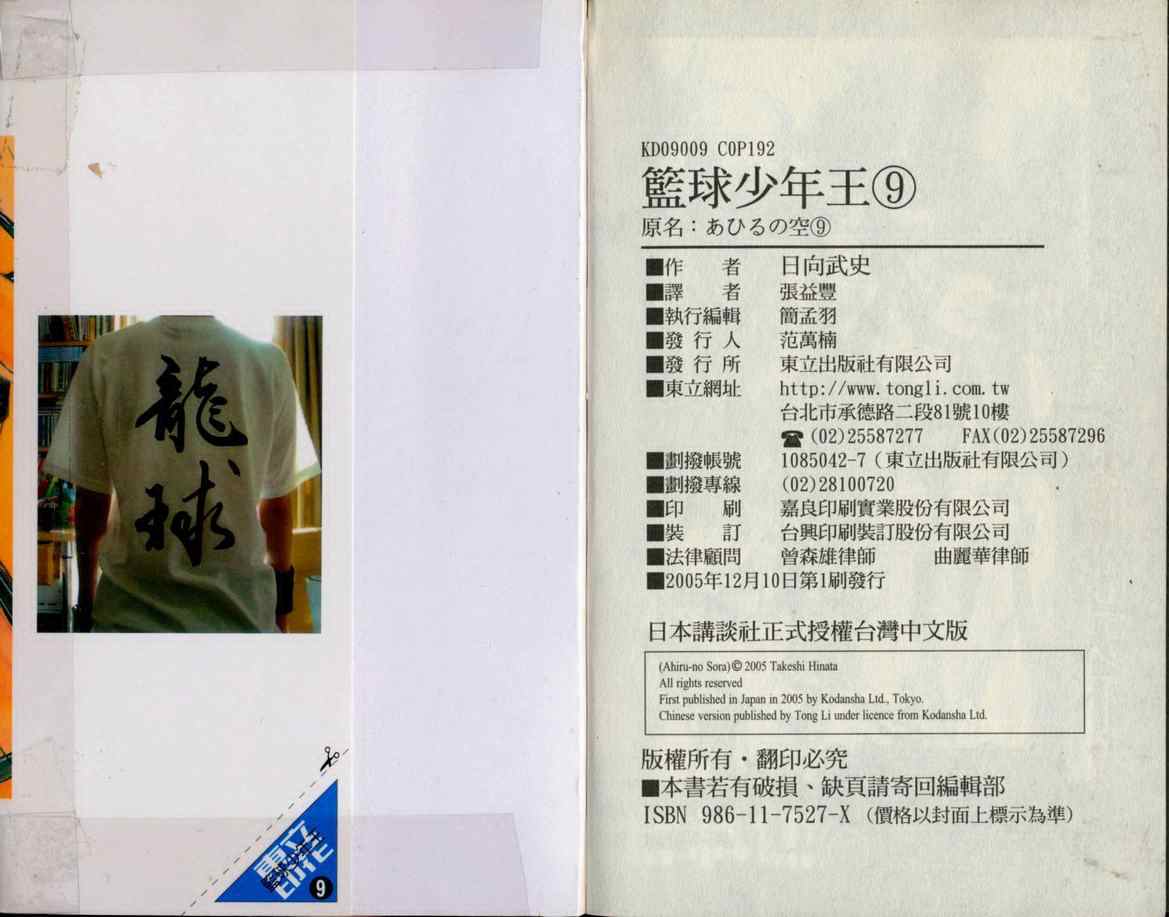 龍
球
東立
印花
9
KD09009 COP192
籃球少年王⑨
原名：あひるの空⑨
■作　　者　日向武史
■譯　　者　張益豐
■執行編輯　簡孟羽
■發 行 人　范萬楠
■發 行 所　東立出版社有限公司
■東立網址　http://www.tongli.com.tw
台北市承德路二段81號10樓
☎(02)25587277　FAX(02)25587296
■劃撥帳號　1085042-7（東立出版社有限公司）
■劃撥專線　(02)28100720
■印　　刷　嘉良印刷實業股份有限公司
■裝　　訂　台興印刷裝訂股份有限公司
■法律顧問　曾森雄律師　曲麗華律師
■2005年12月10日第1刷發行
日本講談社正式授權台灣中文版
(Ahiru-no Sora)© 2005 Takeshi Hinata
All rights reserved
First published in Japan in 2005 by Kodansha Ltd., Tokyo.
Chinese version published by Tong Li under licence from Kodansha Ltd.
版權所有・翻印必究
■本書若有破損、缺頁請寄回編輯部
ISBN 986-11-7527-X（價格以封面上標示為準）